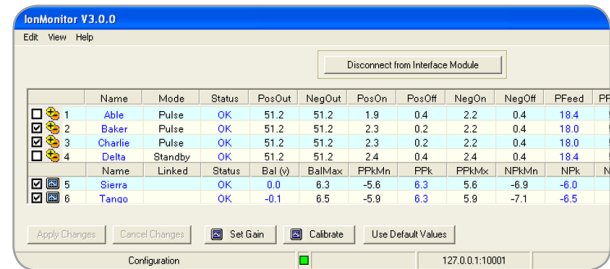 IonMonitor V3.0.0
Edit View Help
Disconnect from Interface Module
Name Mode Status PosOut NegOut PosOn PosOff NegOn NegOff PFeed
1 Able Pulse OK 51.2 51.2 1.9 0.4 2.2 0.4 18.4
2 Baker Pulse OK 51.2 51.2 2.3 0.2 2.2 0.4 18.4
3 Charlie Pulse OK 51.2 51.2 2.3 0.2 2.2 0.4 18.4
4 Delta Standby OK 51.2 51.2 2.4 0.4 2.4 0.4 18.4
Name Linked Status Bal (v) BalMax PPkMn PPk PPkMx NPkMn NPk
5 Sierra OK 0.0 6.3 -5.6 6.3 5.6 -6.9 -6.0
6 Tango OK -0.1 6.5 -5.9 6.3 5.9 -7.1 -6.5
Apply Changes Cancel Changes Set Gain Calibrate Use Default Values
Configuration 127.0.0.1:10001